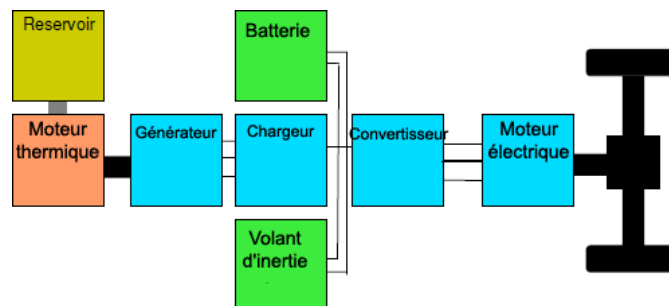 Reservoir
Batterie
Moteur
thermique
Générateur
Chargeur
Convertisseur
Moteur
électrique
Volant
d'inertie